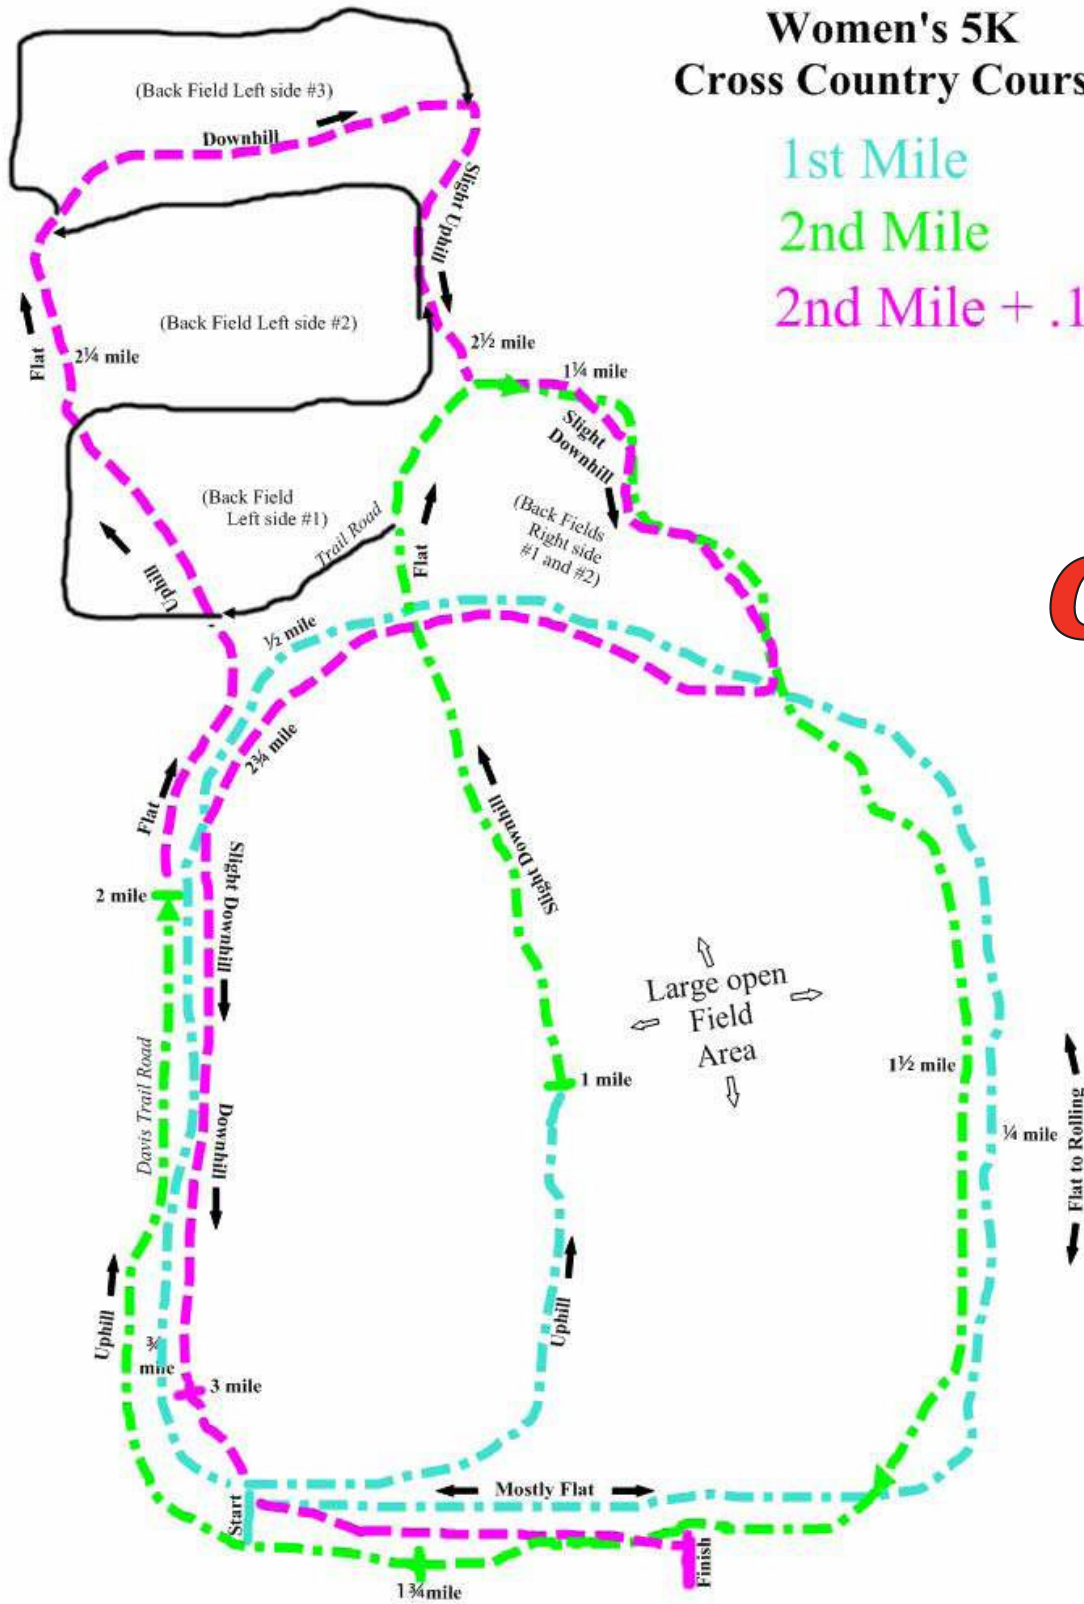 Women's 5K
Cross Country Cours
1st Mile
2nd Mile
2nd Mile + .1
(Back Field Left side #3)
Downhill
Slight Uphill
(Back Field Left side #2)
Flat
2¼ mile
2½ mile
1¼ mile
Slight
Downhill
(Back Field
Left side #1)
Trail Road
Uphill
Flat
(Back Fields
Right side
#1 and #2)
½ mile
2¾ mile
Flat
Slight Downhill
Slight Downhill
2 mile
Large open
Field
Area
Davis Trail Road
Downhill
1 mile
1½ mile
¼ mile
Flat to Rolling
Uphill
Uphill
¾
mile
3 mile
Mostly Flat
Start
Finish
1¾mile